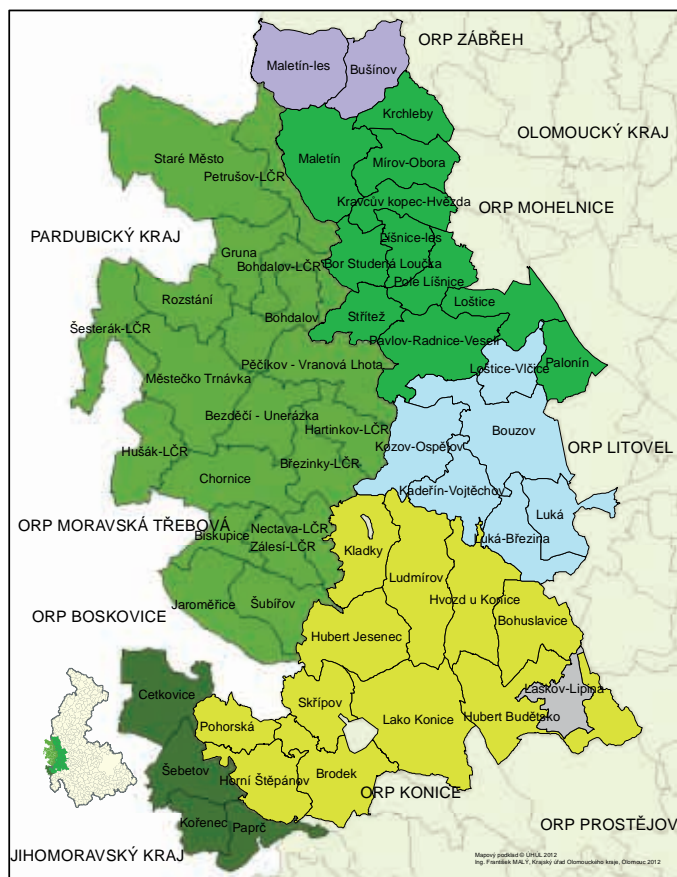 ORP ZÁBŘEH
Maletín-les
Bušínov
Krchleby
OLOMOUCKÝ KRAJ
Staré Město
Maletín
Mírov-Obora
Petrušov-LČR
Kravcův kopec-Hvězda
ORP MOHELNICE
PARDUBICKÝ KRAJ
Líšnice-les
Gruna
Bohdalov-LČR
Bor Studená Loučka
Pole Líšnice
Rozstání
Loštice
Bohdalov
Střítež
Šesterák-LČR
Pavlov-Radnice-Veselí
Pěčíkov - Vranová Lhota
Loštice-Vlčice
Palonín
Městečko Trnávka
Bezděčí - Unerázka
Hartinkov-LČR
Bouzov
Hušák-LČR
Kozov-Ospělov
ORP LITOVEL
Březinky-LČR
Chornice
Kadeřín-Vojtěchov
Luká
ORP MORAVSKÁ TŘEBOVÁ
Nectava-LČR
Biskupice
Luká-Březina
Zálesí-LČR
Kladky
Ludmírov
Jaroměřice
Šubířov
Hvozd u Konice
ORP BOSKOVICE
Bohuslavice
Hubert Jesenec
Cetkovice
Laskov-Lipina
Skřípov
Pohorská
Lako Konice
Hubert Budětsko
Šebetov
Horní Štěpánov
Brodek
ORP KONICE
Kořenec
Paprč
ORP PROSTĚJOV
JIHOMORAVSKÝ KRAJ
Mapový podklad © ÚHÚL 2012
Ing. František MALÝ, Krajský úřad Olomouckého kraje, Olomouc 2012